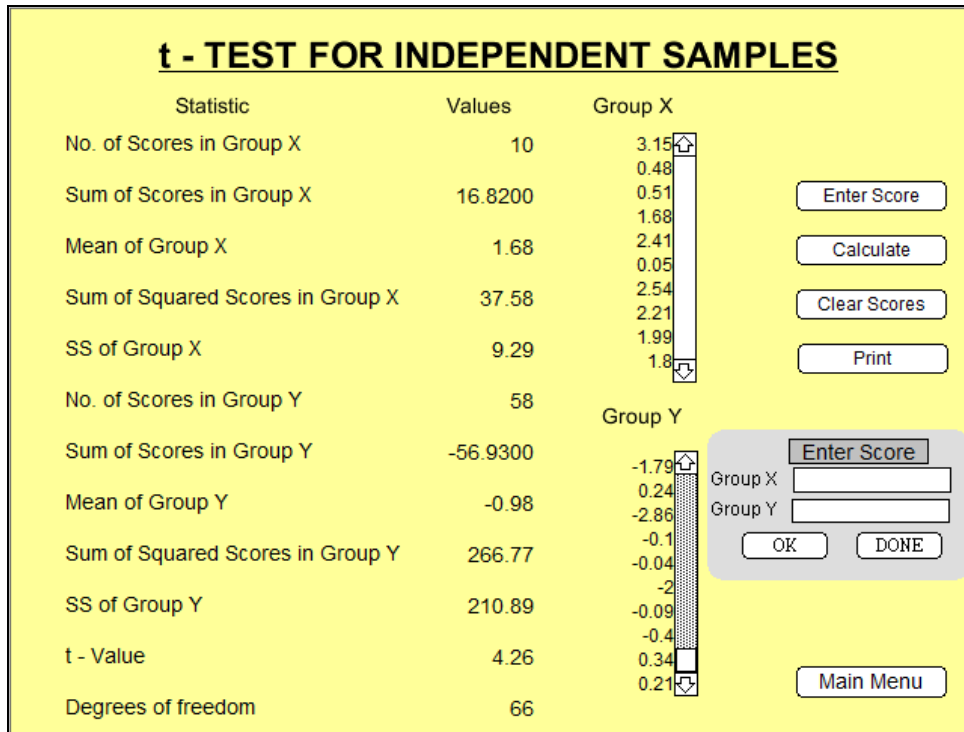 t - TEST FOR INDEPENDENT SAMPLES
Statistic Values Group X
No. of Scores in Group X 10
Sum of Scores in Group X 16.8200
Mean of Group X 1.68
Sum of Squared Scores in Group X 37.58
SS of Group X 9.29
No. of Scores in Group Y 58
Sum of Scores in Group Y -56.9300
Mean of Group Y -0.98
Sum of Squared Scores in Group Y 266.77
SS of Group Y 210.89
t - Value 4.26
Degrees of freedom 66
3.15
0.48
0.51
1.68
2.41
0.05
2.54
2.21
1.99
1.8
Group Y
-1.79
0.24
-2.86
-0.1
-0.04
-2
-0.09
-0.4
0.34
0.21
Enter Score
Calculate
Clear Scores
Print
Enter Score
Group X
Group Y
OK DONE
Main Menu